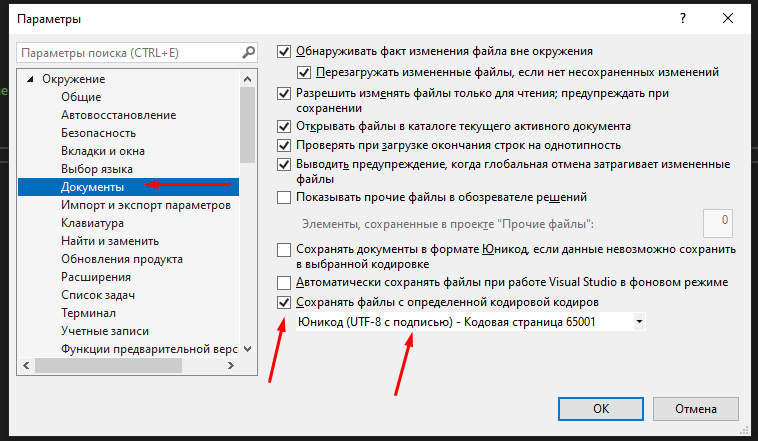 Параметры
?
Параметры поиска (CTRL+E)
Окружение
Общие
Автовосстановление
Безопасность
Вкладки и окна
Выбор языка
Документы
Импорт и экспорт параметров
Клавиатура
Найти и заменить
Обновления продукта
Расширения
Список задач
Терминал
Учетные записи
Функции предварительной верс
Обнаруживать факт изменения файла вне окружения
Перезагружать измененные файлы, если нет несохраненных изменений
Разрешить изменять файлы только для чтения; предупреждать при
сохранении
Открывать файлы в каталоге текущего активного документа
Проверять при загрузке окончания строк на однотипность
Выводить предупреждение, когда глобальная отмена затрагивает измененные
файлы
Показывать прочие файлы в обозревателе решений
Элементы, сохраненные в проекте "Прочие файлы":
0
Сохранять документы в формате Юникод, если данные невозможно сохранить
в выбранной кодировке
Автоматически сохранять файлы при работе Visual Studio в фоновом режиме
Сохранять файлы с определенной кодировой кодиров
Юникод (UTF-8 с подписью) - Кодовая страница 65001
ОК
Отмена